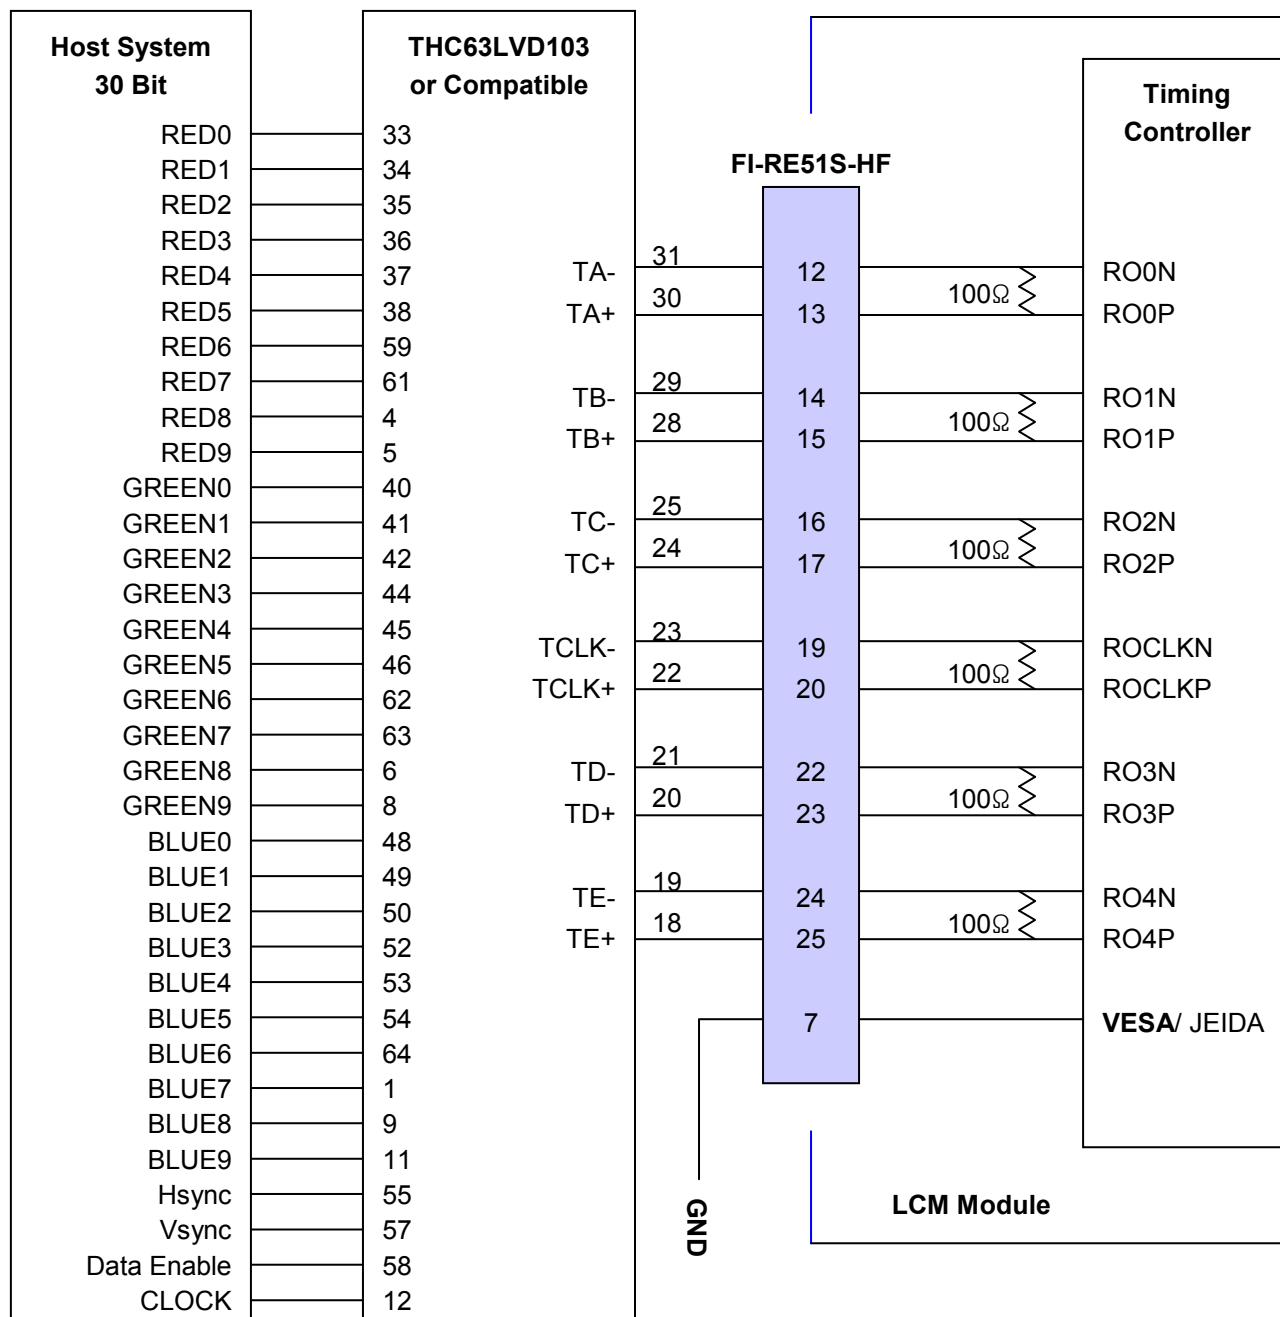 Host System
30 Bit
THC63LVD103
or Compatible
Timing
Controller
FI-RE51S-HF
RED0 33
RED1 34
RED2 35
RED3 36
RED4 37
RED5 38
RED6 59
RED7 61
RED8 4
RED9 5
GREEN0 40
GREEN1 41
GREEN2 42
GREEN3 44
GREEN4 45
GREEN5 46
GREEN6 62
GREEN7 63
GREEN8 6
GREEN9 8
BLUE0 48
BLUE1 49
BLUE2 50
BLUE3 52
BLUE4 53
BLUE5 54
BLUE6 64
BLUE7 1
BLUE8 9
BLUE9 11
Hsync 55
Vsync 57
Data Enable 58
CLOCK 12
TA- 31 12 RO0N
100Ω
TA+ 30 13 RO0P
TB- 29 14 RO1N
100Ω
TB+ 28 15 RO1P
TC- 25 16 RO2N
100Ω
TC+ 24 17 RO2P
TCLK- 23 19 ROCLKN
100Ω
TCLK+ 22 20 ROCLKP
TD- 21 22 RO3N
100Ω
TD+ 20 23 RO3P
TE- 19 24 RO4N
100Ω
TE+ 18 25 RO4P
7 VESA/ JEIDA
GND
LCM Module